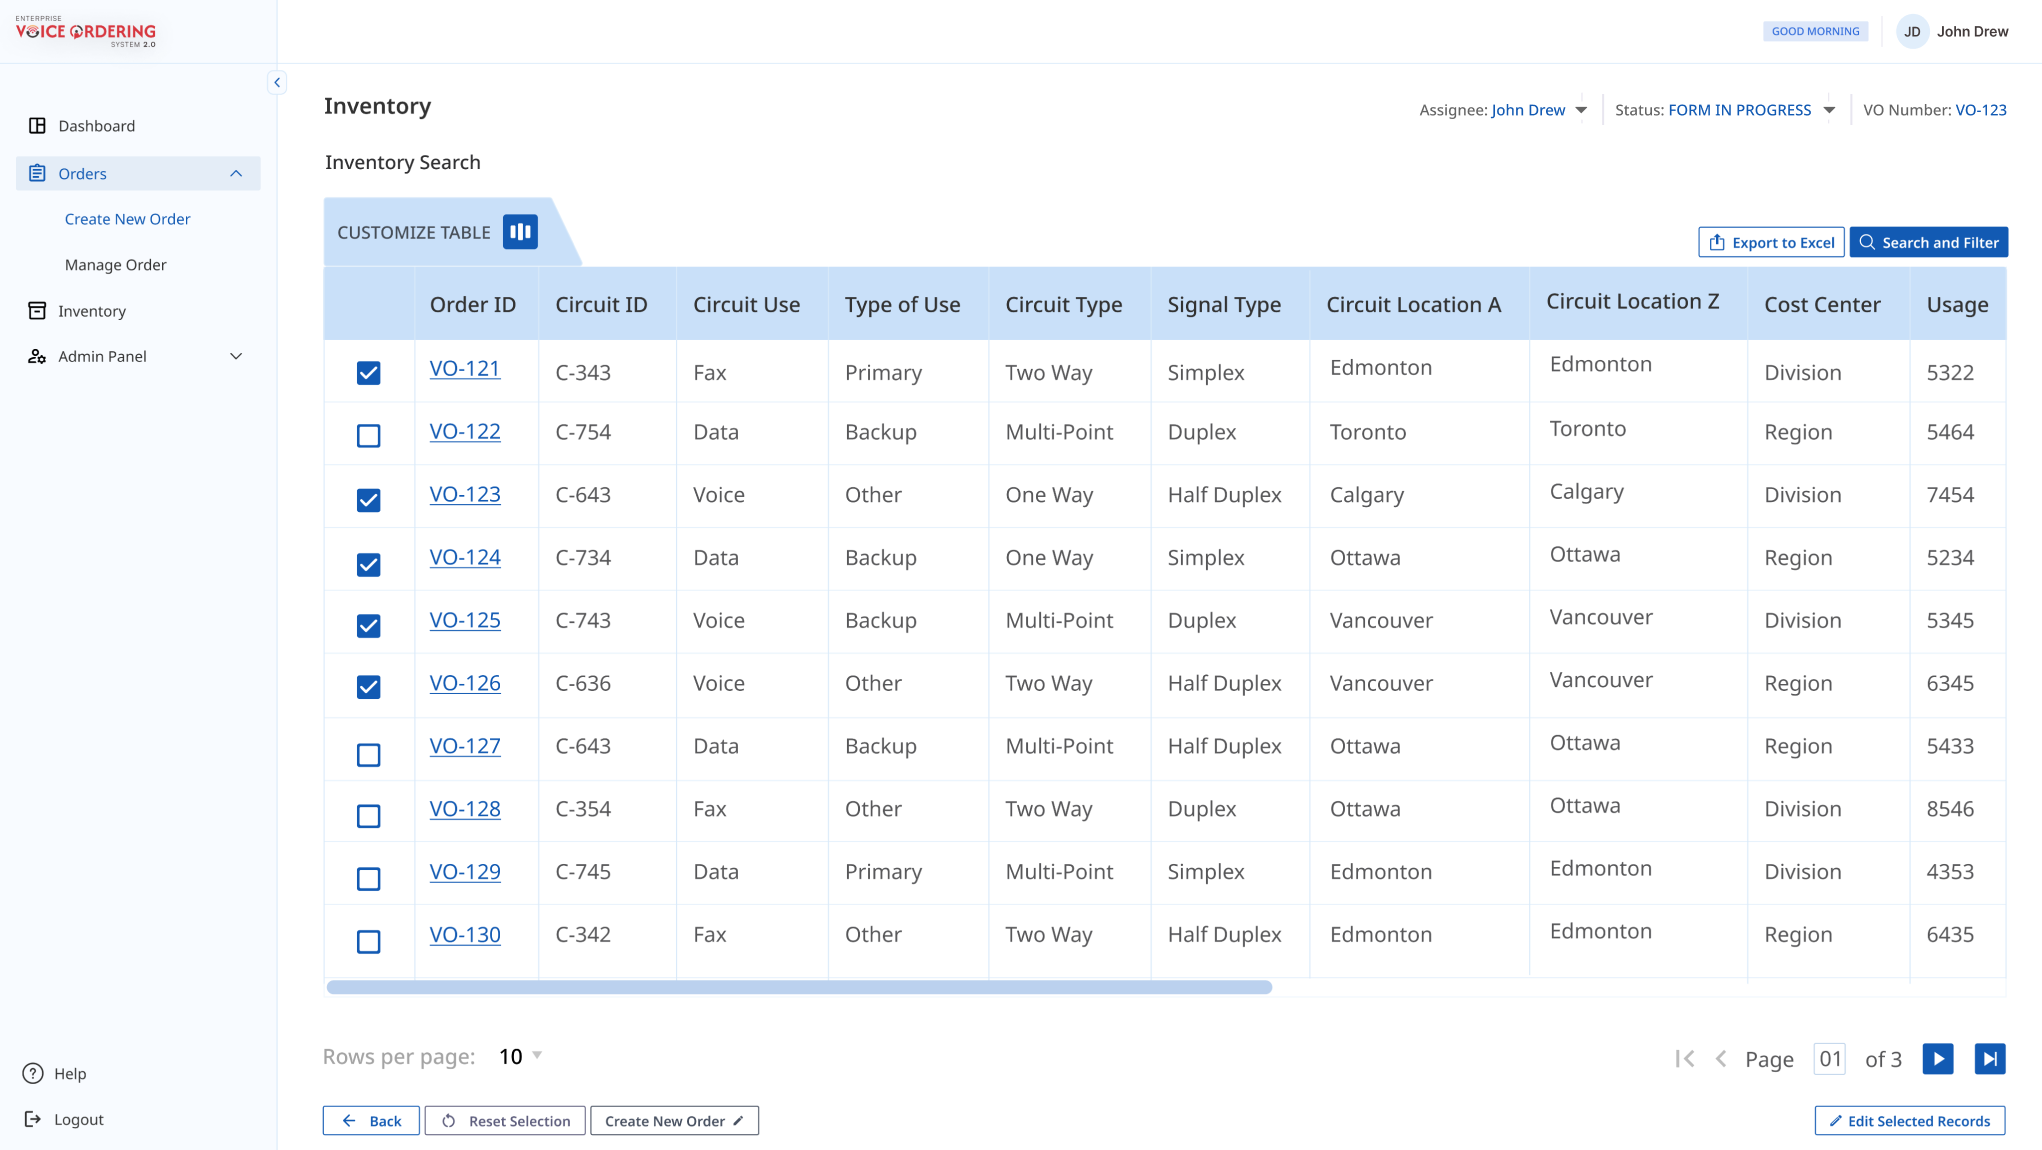 ENTERPRISE
VOICE ORDERING
SYSTEM 2.0
GOOD MORNING
JD
John Drew
Dashboard
Orders
Create New Order
Manage Order
Inventory
Admin Panel
Help
Logout
Inventory
Assignee: John Drew
Status: FORM IN PROGRESS
VO Number: VO-123
Inventory Search
CUSTOMIZE TABLE
Export to Excel
Search and Filter
Order ID Circuit ID Circuit Use Type of Use Circuit Type Signal Type Circuit Location A Circuit Location Z Cost Center Usage
VO-121 C-343 Fax Primary Two Way Simplex Edmonton Edmonton Division 5322
VO-122 C-754 Data Backup Multi-Point Duplex Toronto Toronto Region 5464
VO-123 C-643 Voice Other One Way Half Duplex Calgary Calgary Division 7454
VO-124 C-734 Data Backup One Way Simplex Ottawa Ottawa Region 5234
VO-125 C-743 Voice Backup Multi-Point Duplex Vancouver Vancouver Division 5345
VO-126 C-636 Voice Other Two Way Half Duplex Vancouver Vancouver Region 6345
VO-127 C-643 Data Backup Multi-Point Half Duplex Ottawa Ottawa Region 5433
VO-128 C-354 Fax Other Two Way Duplex Ottawa Ottawa Division 8546
VO-129 C-745 Data Primary Multi-Point Simplex Edmonton Edmonton Division 4353
VO-130 C-342 Fax Other Two Way Half Duplex Edmonton Edmonton Region 6435
Rows per page: 10
Page 01 of 3
Back
Reset Selection
Create New Order
Edit Selected Records